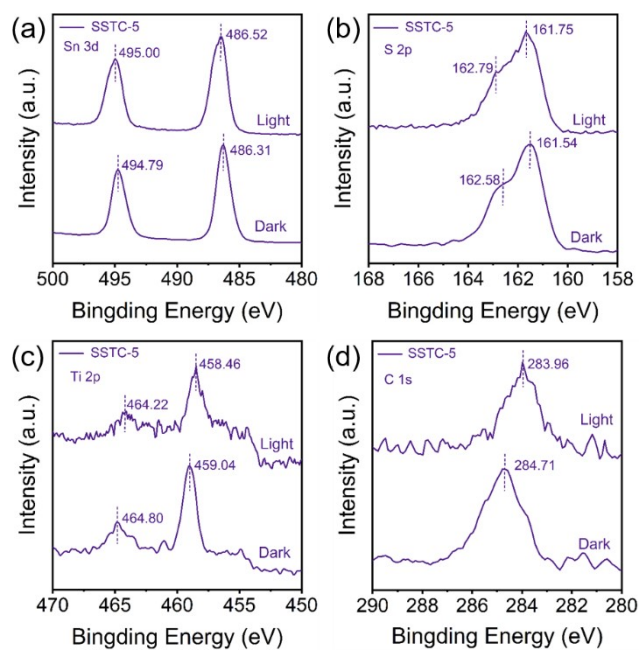 (a)
SSTC-5
Sn 3d
495.00
486.52
Light
494.79
486.31
Dark
Intensity (a.u.)
500 495 490 485 480
Bingding Energy (eV)
(b)
SSTC-5
S 2p
161.75
162.79
Light
161.54
162.58
Dark
Intensity (a.u.)
168 166 164 162 160 158
Bingding Energy (eV)
(c)
SSTC-5
Ti 2p
458.46
464.22
Light
459.04
464.80
Dark
Intensity (a.u.)
470 465 460 455 450
Bingding Energy (eV)
(d)
SSTC-5
C 1s
283.96
Light
284.71
Dark
Intensity (a.u.)
290 288 286 284 282 280
Bingding Energy (eV)